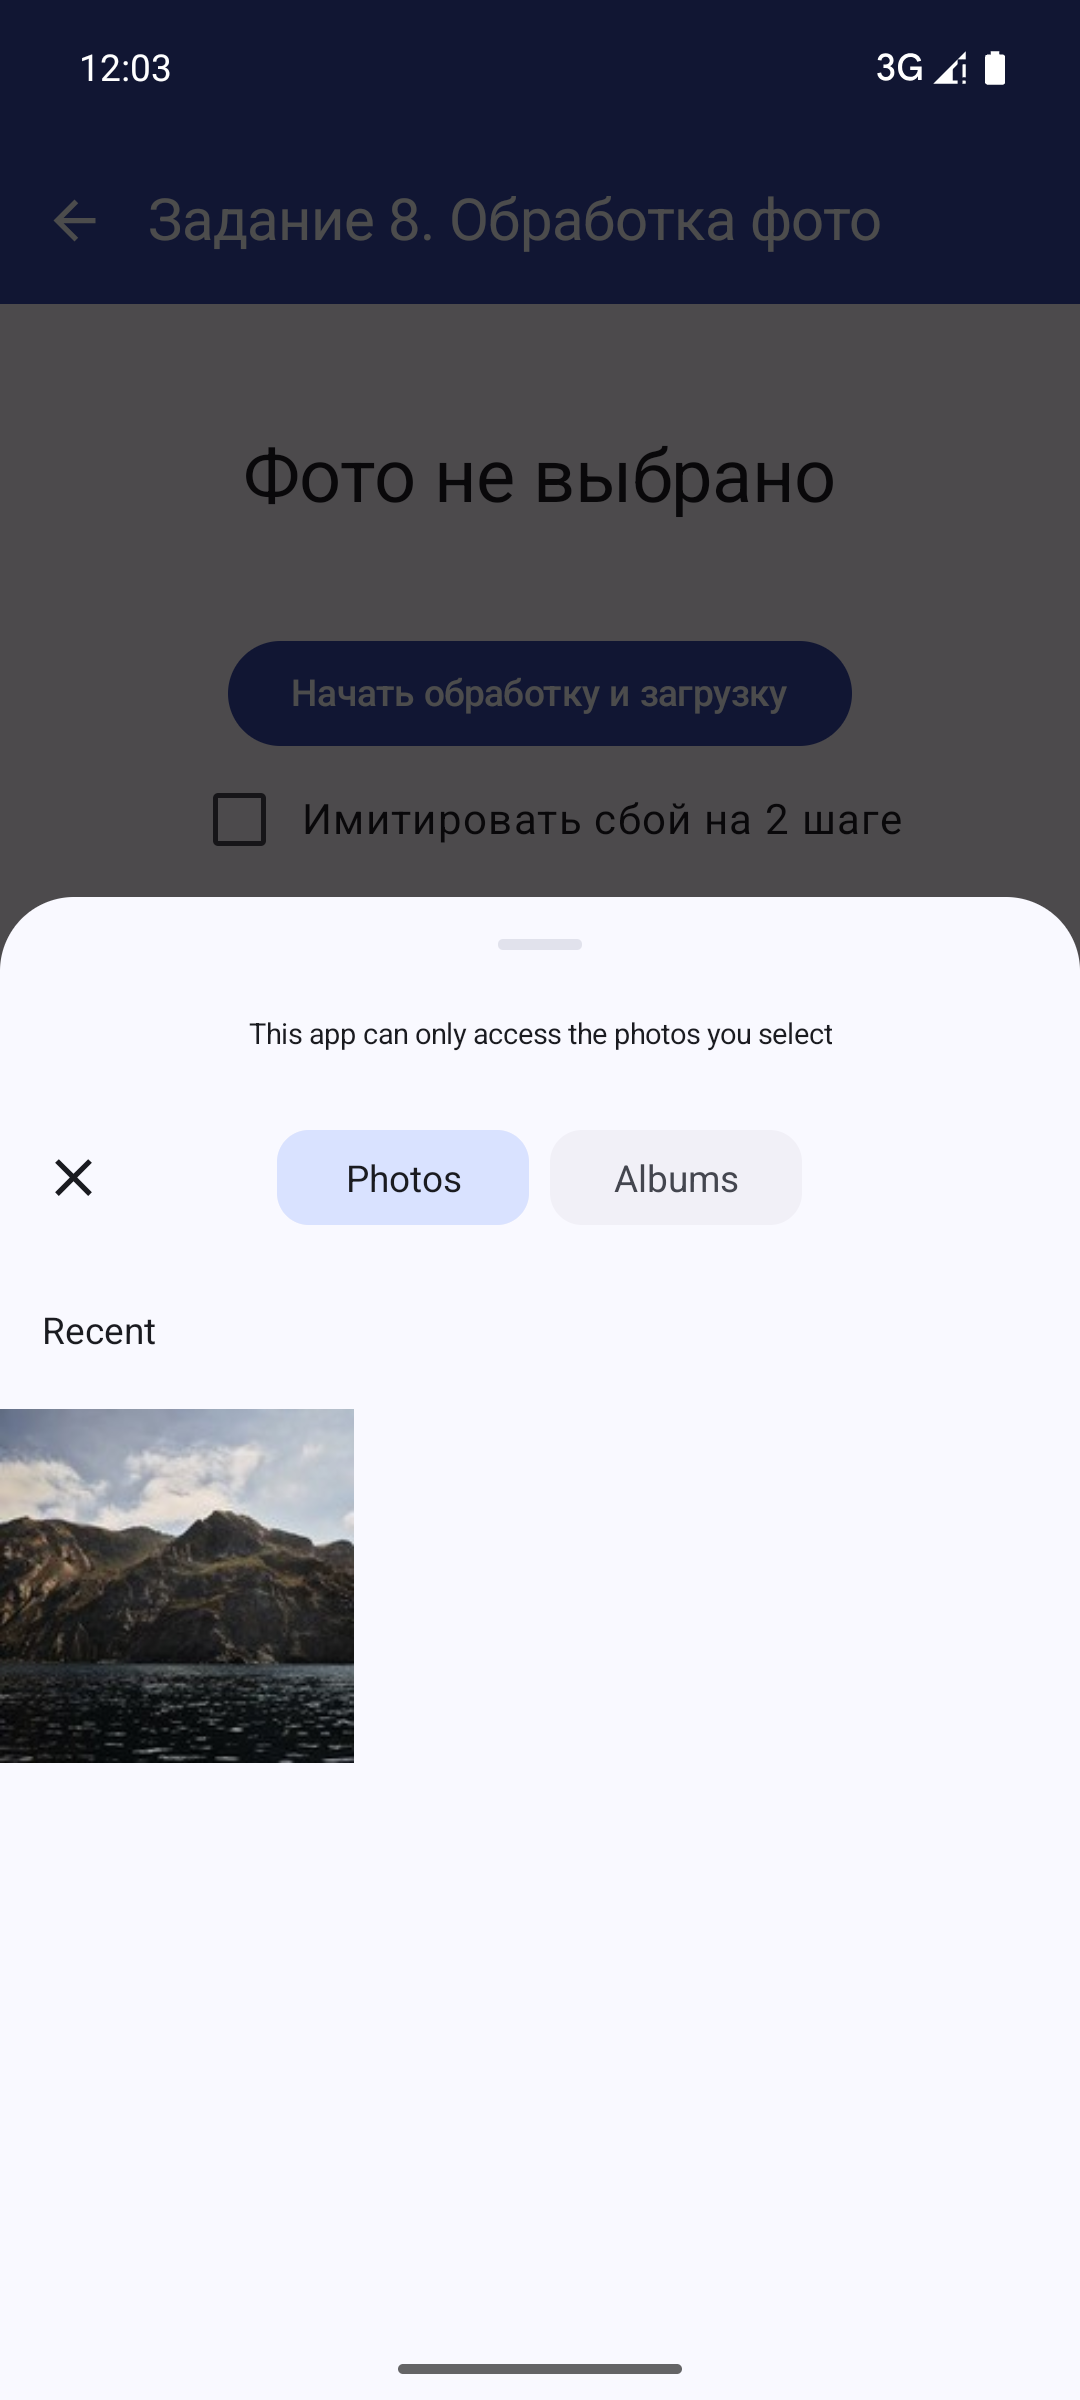 12:03
3G
Задание 8. Обработка фото
Фото не выбрано
Начать обработку и загрузку
Имитировать сбой на 2 шаге
This app can only access the photos you select
Photos
Albums
Recent